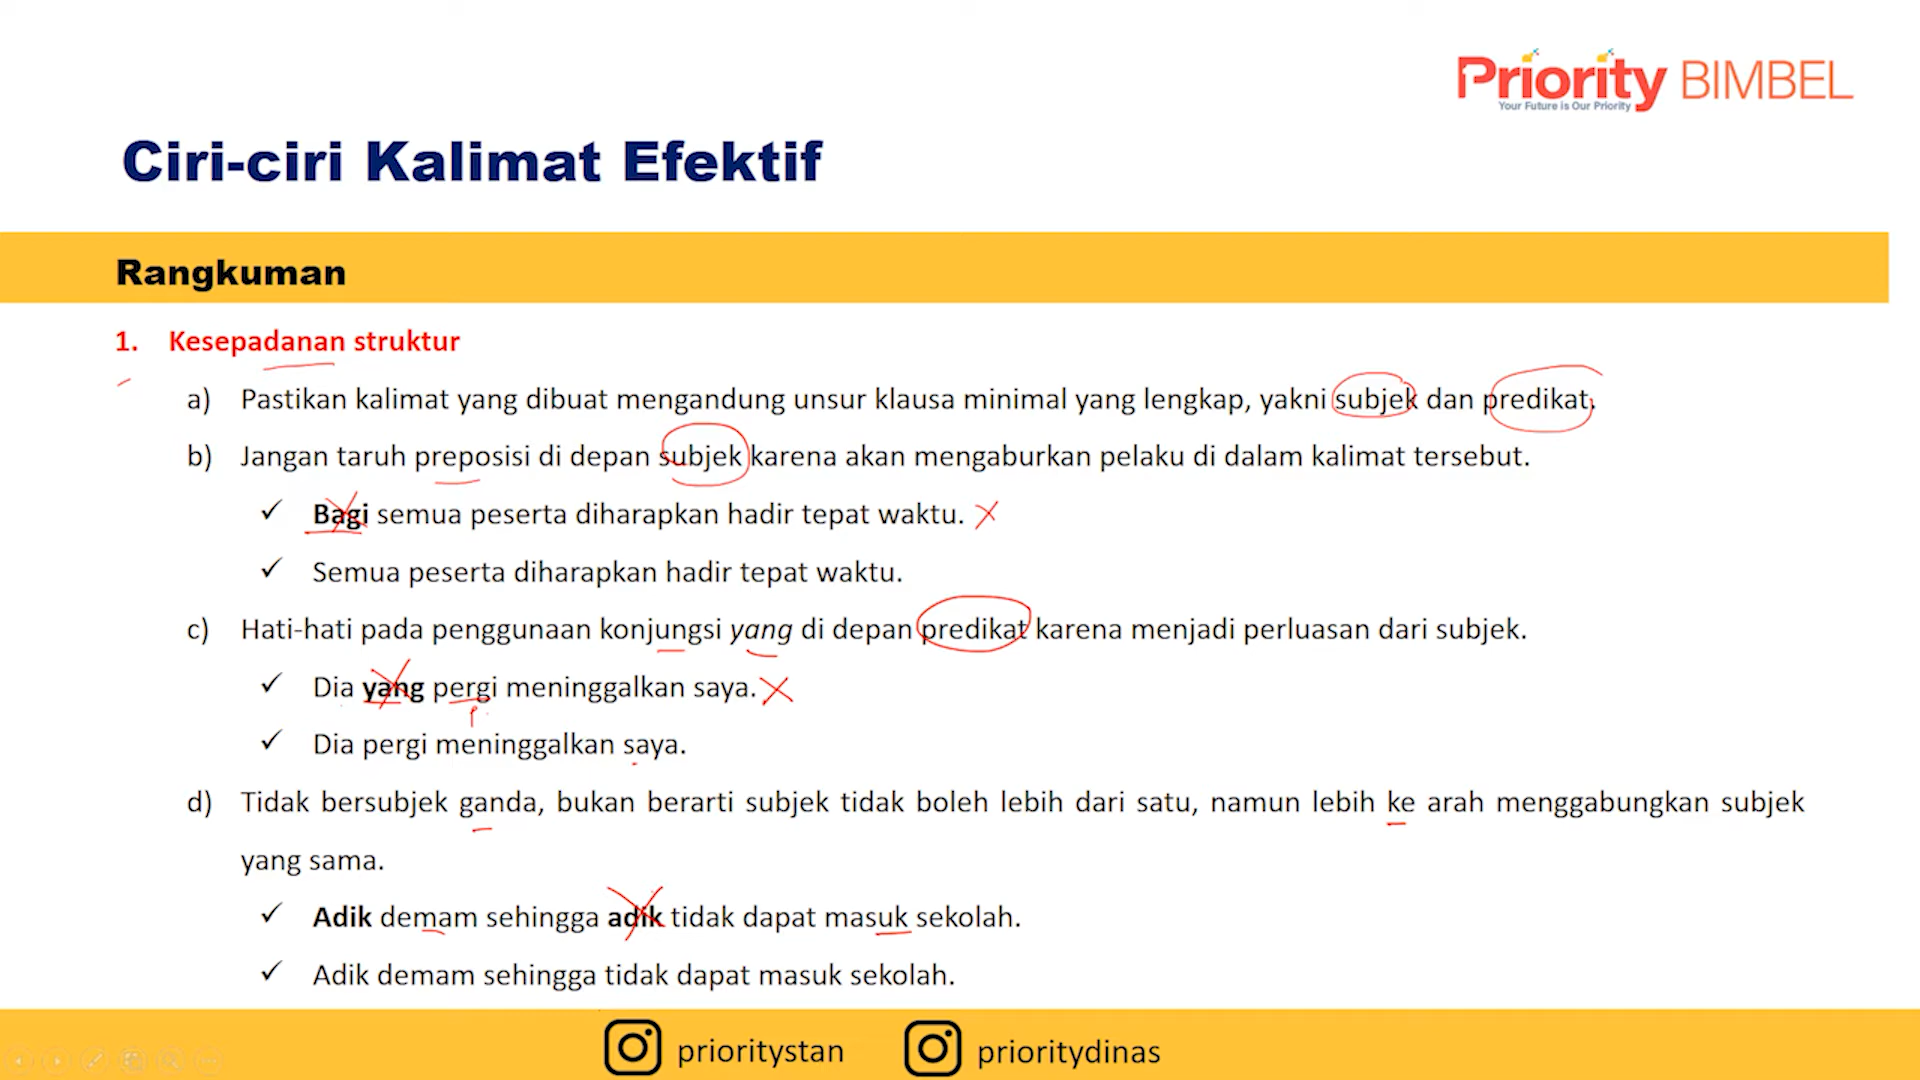 Priority BIMBEL
Your Future is Our Priority
Ciri-ciri Kalimat Efektif
Rangkuman
1. Kesepadanan struktur
a) Pastikan kalimat yang dibuat mengandung unsur klausa minimal yang lengkap, yakni subjek dan predikat.
b) Jangan taruh preposisi di depan subjek karena akan mengaburkan pelaku di dalam kalimat tersebut.
✓ Bagi semua peserta diharapkan hadir tepat waktu. X
✓ Semua peserta diharapkan hadir tepat waktu.
c) Hati-hati pada penggunaan konjungsi yang di depan predikat karena menjadi perluasan dari subjek.
✓ Dia yang pergi meninggalkan saya. X
P
✓ Dia pergi meninggalkan saya.
d) Tidak bersubjek ganda, bukan berarti subjek tidak boleh lebih dari satu, namun lebih ke arah menggabungkan subjek
yang sama.
✓ Adik demam sehingga adik tidak dapat masuk sekolah.
✓ Adik demam sehingga tidak dapat masuk sekolah.
prioritystan prioritydinas